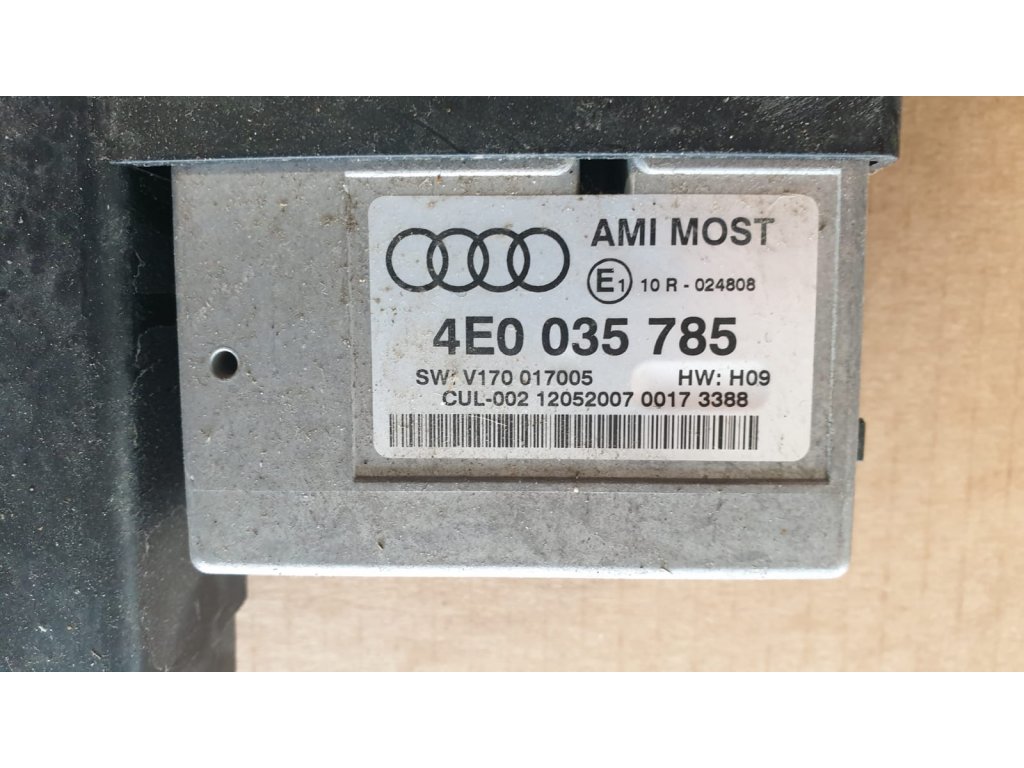 AMI MOST
E1 10 R - 024808
4E0 035 785
SW: V170 017005 HW: H09
CUL-002 12052007 0017 3388